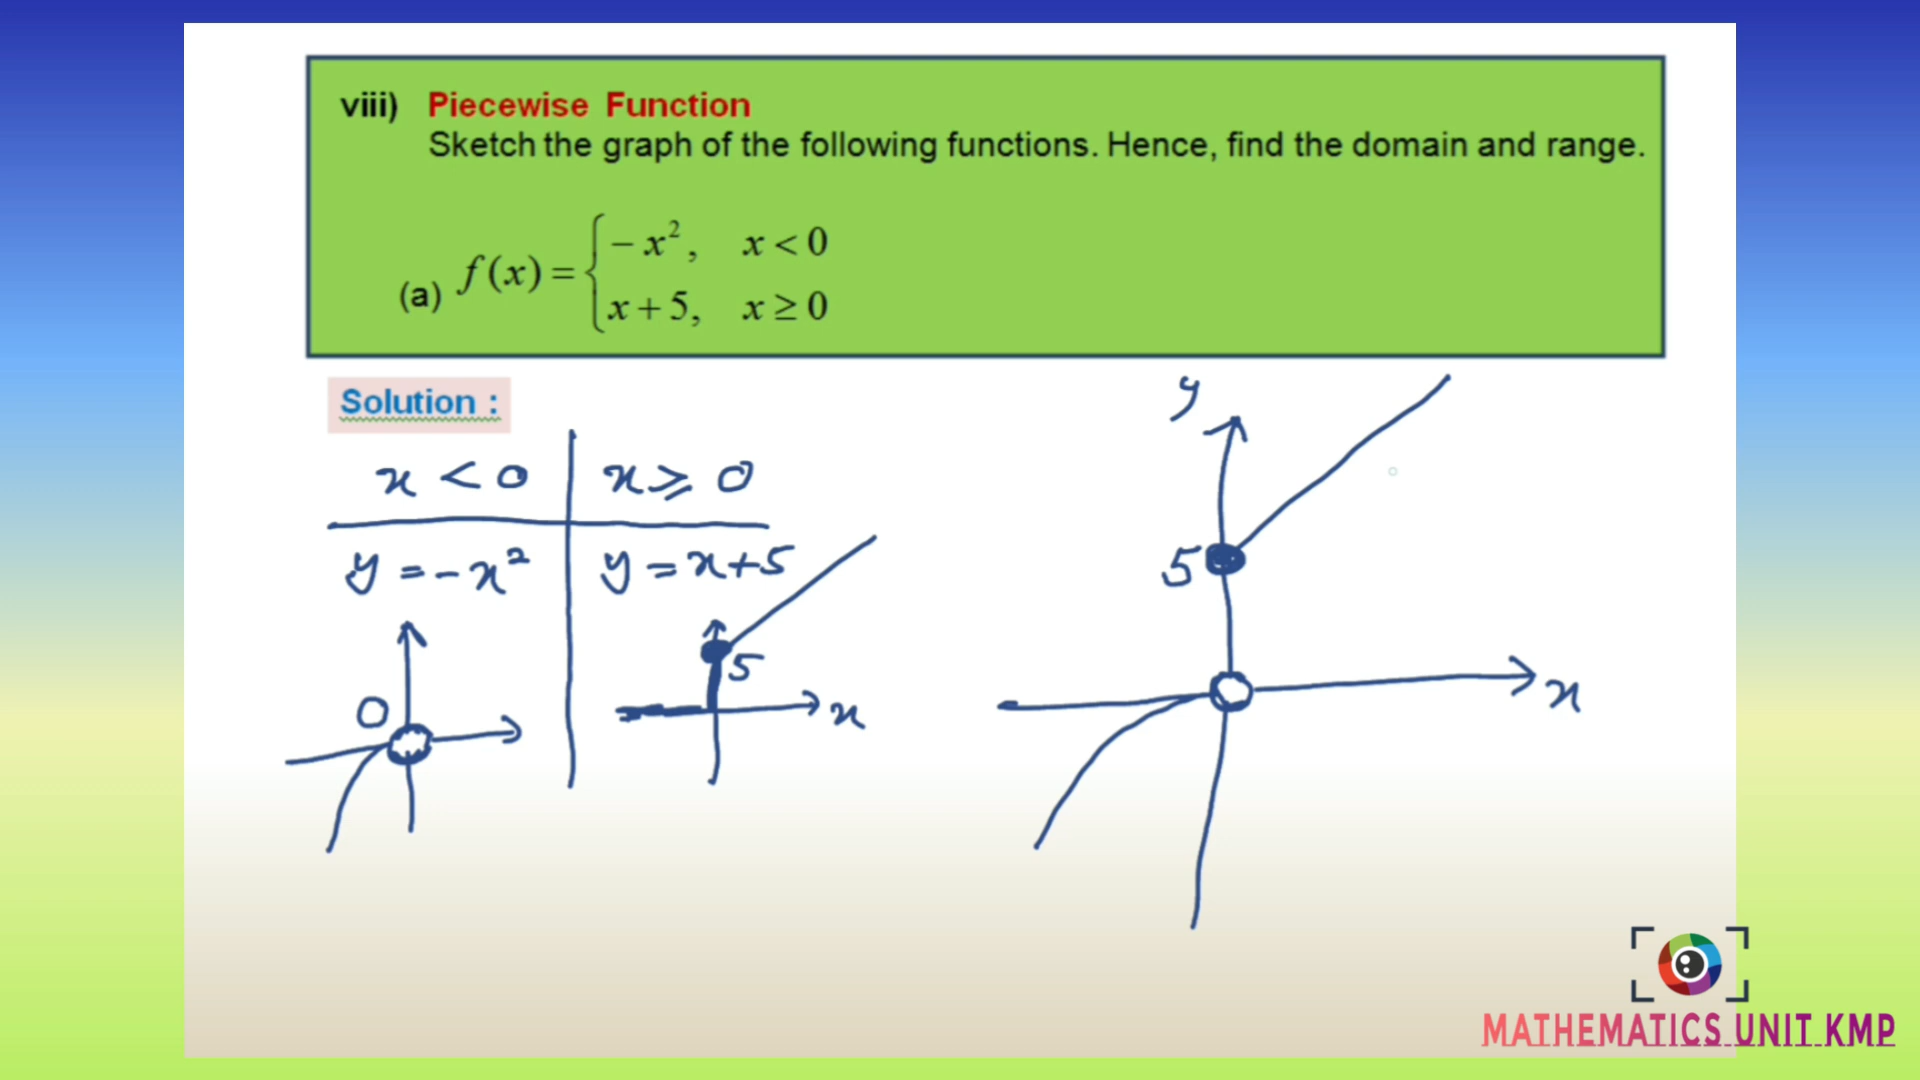 viii) Piecewise Function
Sketch the graph of the following functions. Hence, find the domain and range.
(a) f(x) = { -x², x < 0
x + 5, x ≥ 0
Solution :
x < 0 | x ⩾ 0
y = -x² | y = x+5
0
5
x
y
5
x
MATHEMATICS UNIT KMP